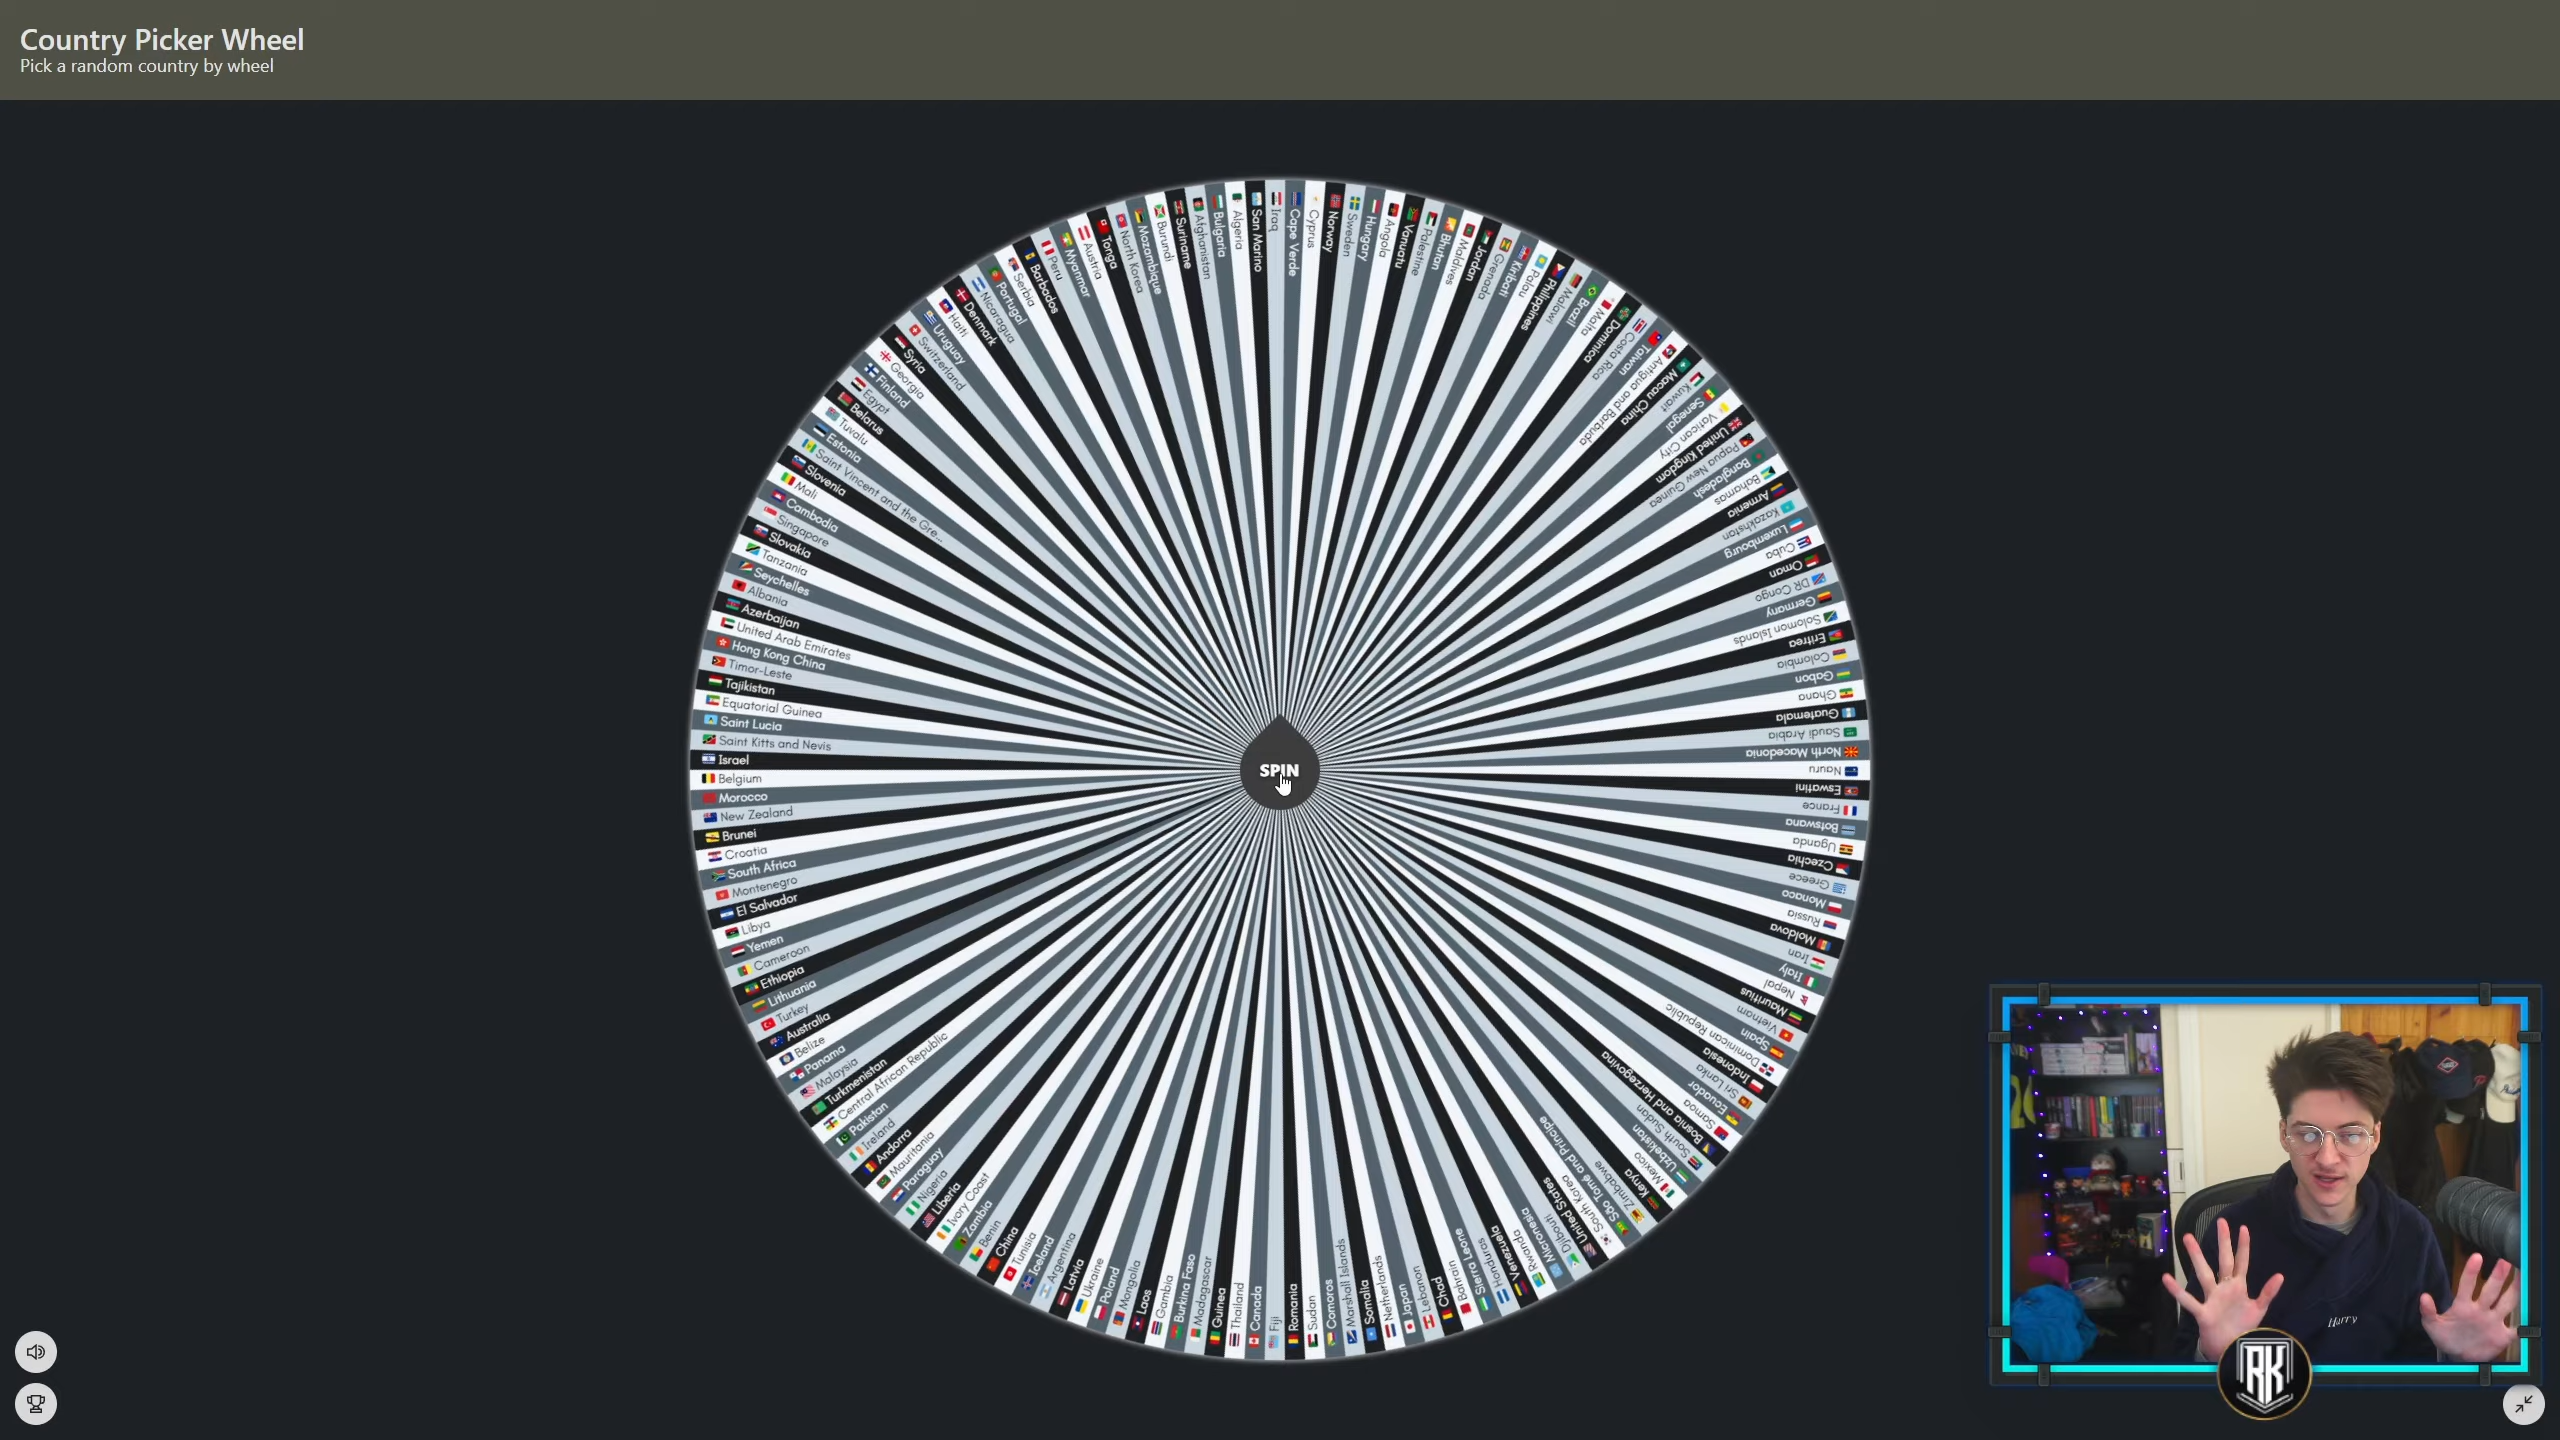 Country Picker Wheel
Pick a random country by wheel
Iraq
Cape Verde
Cyprus
Norway
Sweden
Hungary
Angola
Vanuatu
Palestine
Bhutan
Maldives
Jordan
Grenada
Kiribati
Palau
Philippines
Malawi
Brazil
Malta
Dominica
Costa Rica
Taiwan
Antigua and Barbuda
Macau China
Kuwait
Senegal
Vatican City
United Kingdom
Papua New Guinea
Bangladesh
Bahamas
Armenia
Kazakhstan
Luxembourg
Cuba
Oman
DR Congo
Germany
Solomon Islands
Eritrea
Colombia
Gabon
Ghana
Guatemala
Saudi Arabia
North Macedonia
Nauru
Eswatini
France
Botswana
Uganda
Czechia
Greece
Monaco
Russia
Moldova
Iran
Italy
Nepal
Mauritius
Vietnam
Spain
Dominican Republic
Indonesia
Sri Lanka
Ecuador
Samoa
Bosnia and Herzegovina
South Sudan
Uzbekistan
Mexico
Kenya
Zimbabwe
São Tomé and Príncipe
South Korea
United States
Djibouti
Micronesia
Rwanda
Venezuela
Honduras
Sierra Leone
Bahrain
Chad
Lebanon
Japan
Netherlands
Somalia
Marshall Islands
Comoros
Sudan
Romania
Fiji
Canada
Thailand
Guinea
Madagascar
Burkina Faso
Gambia
Laos
Mongolia
Poland
Ukraine
Latvia
Argentina
Iceland
Tunisia
China
Benin
Zambia
Ivory Coast
Liberia
Nigeria
Paraguay
Mauritania
Andorra
Ireland
Pakistan
Central African Republic
Turkmenistan
Malaysia
Panama
Belize
Australia
Turkey
Lithuania
Ethiopia
Cameroon
Yemen
Libya
El Salvador
Montenegro
South Africa
Croatia
Brunei
New Zealand
Morocco
Belgium
Israel
Saint Kitts and Nevis
Saint Lucia
Equatorial Guinea
Tajikistan
Timor-Leste
Hong Kong China
United Arab Emirates
Azerbaijan
Albania
Seychelles
Tanzania
Slovakia
Singapore
Cambodia
Mali
Slovenia
Saint Vincent and the Gre...
Estonia
Tuvalu
Belarus
Egypt
Finland
Georgia
Syria
Switzerland
Uruguay
Haiti
Denmark
Nicaragua
Portugal
Serbia
Barbados
Peru
Myanmar
Austria
Tonga
North Korea
Mozambique
Burundi
Suriname
Afghanistan
Bulgaria
Algeria
San Marino
SPIN
Harry
RK